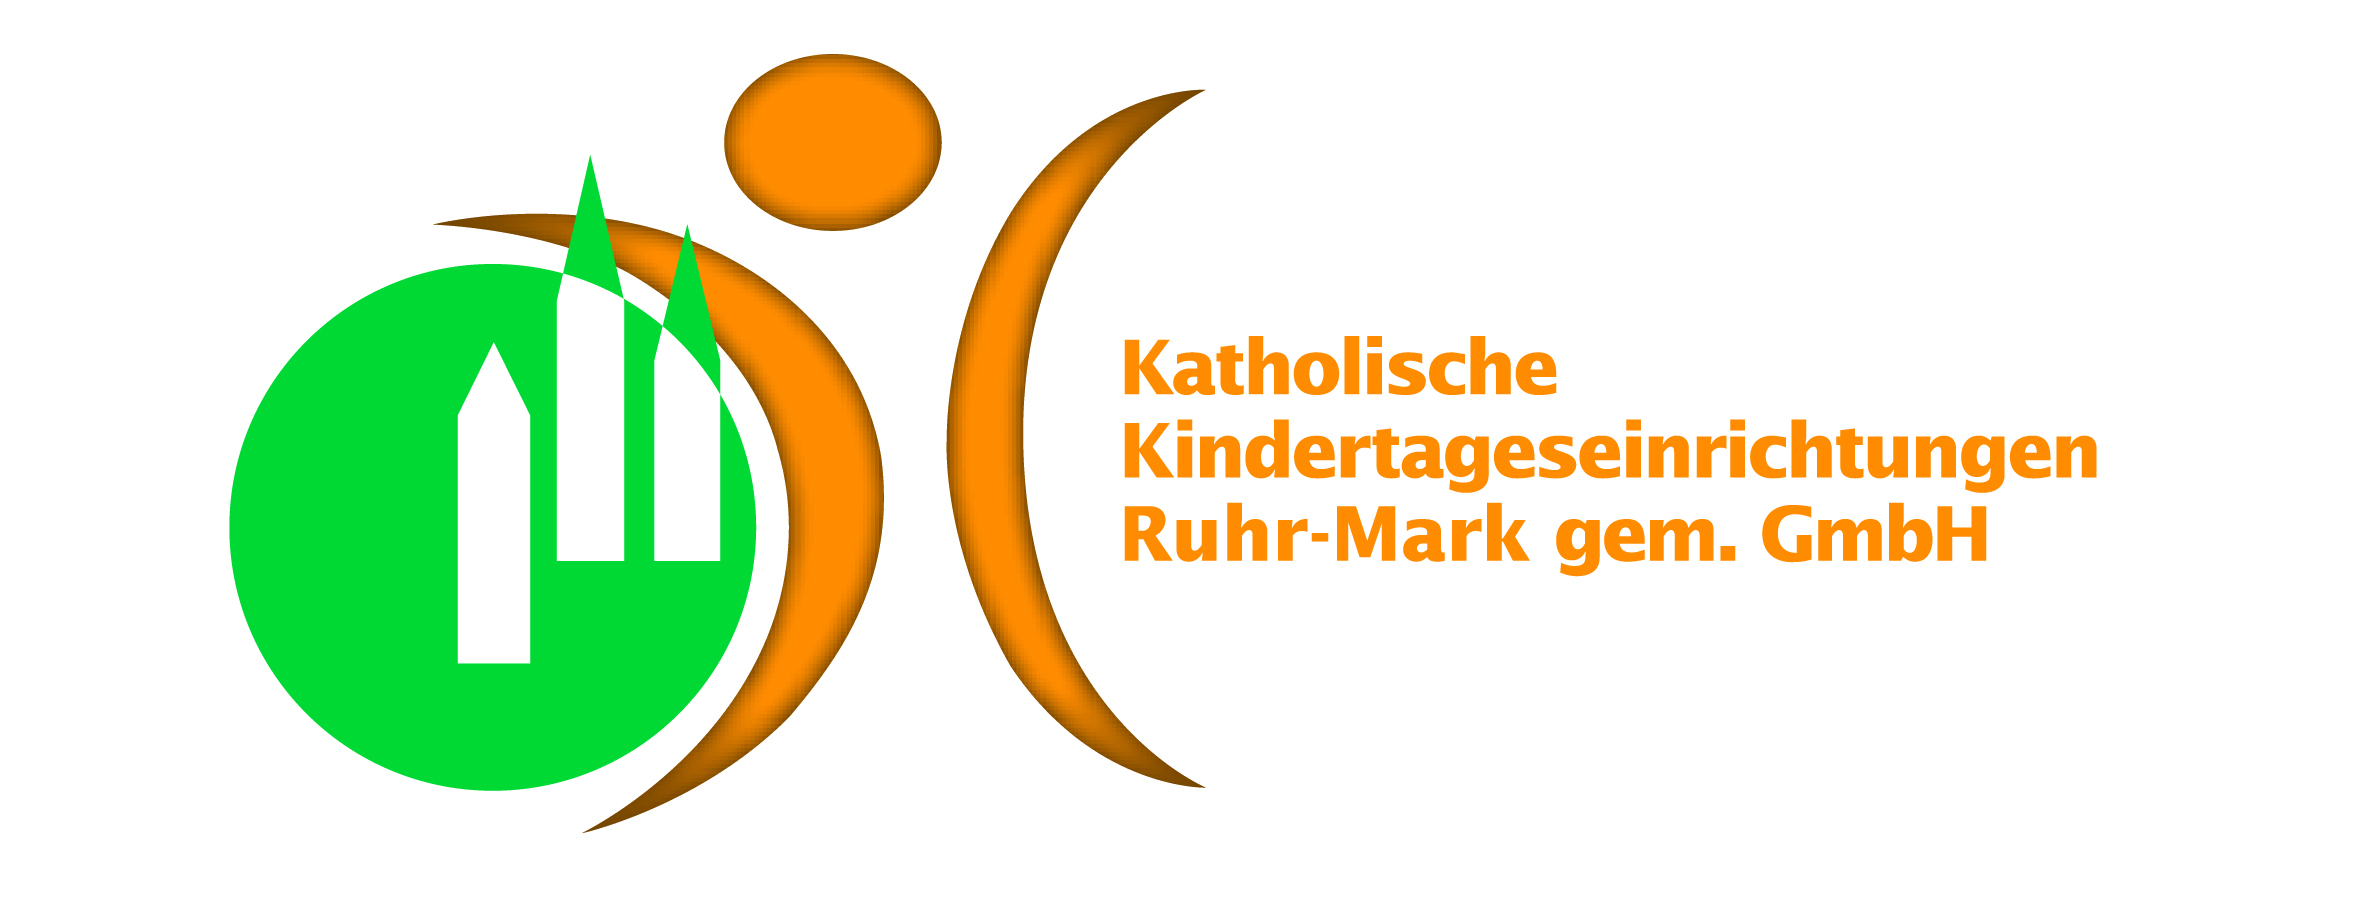 Katholische
Kindertageseinrichtungen
Ruhr-Mark gem. GmbH